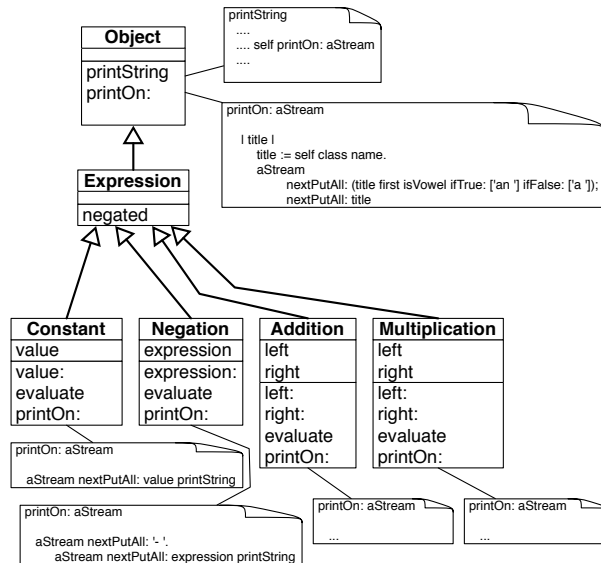 Object
printString
printOn:
printString
....
.... self printOn: aStream
....
printOn: aStream
| title |
title := self class name.
aStream
nextPutAll: (title first isVowel ifTrue: ['an '] ifFalse: ['a ']);
nextPutAll: title
Expression
negated
Constant
value
value:
evaluate
printOn:
Negation
expression
expression:
evaluate
printOn:
Addition
left
right
left:
right:
evaluate
printOn:
Multiplication
left
right
left:
right:
evaluate
printOn:
printOn: aStream
aStream nextPutAll: value printString
printOn: aStream
aStream nextPutAll: '- '.
aStream nextPutAll: expression printString
printOn: aStream
...
printOn: aStream
...